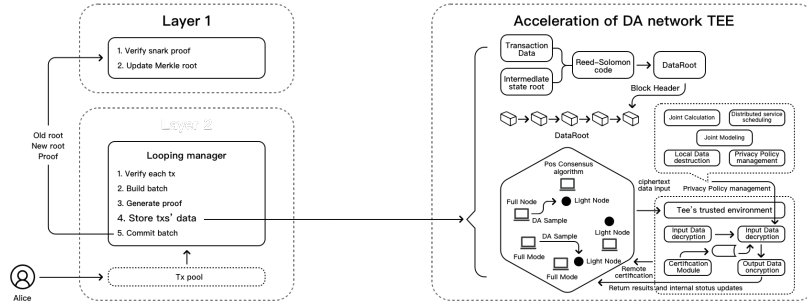 Layer 1
1. Verify snark proof
2. Update Merkle root
Old root
New root
Proof
Layer 2
Looping manager
1. Verify each tx
2. Build batch
3. Generate proof
4. Store txs' data
5. Commit batch
Tx pool
Alice
Acceleration of DA network TEE
Transaction
Data
Intermediate
state root
Reed-Solomon
code
DataRoot
Block Header
DataRoot
Joint Calculation
Distributed service
scheduling
Joint Modeling
Local Data
destruction
Privacy Policy
management
Pos Consensus
algorithm
Full Node
Light Node
DA Sample
Light Node
DA Sample
Full Mode
Light Node
Full Mode
Full Mode
ciphertext
data input
Privacy Policy management
Tee's trusted environment
Input Data
decryption
Input Data
decryption
Certification
Module
Output Data
oncryption
Remote
certification
Return results and internal status updates